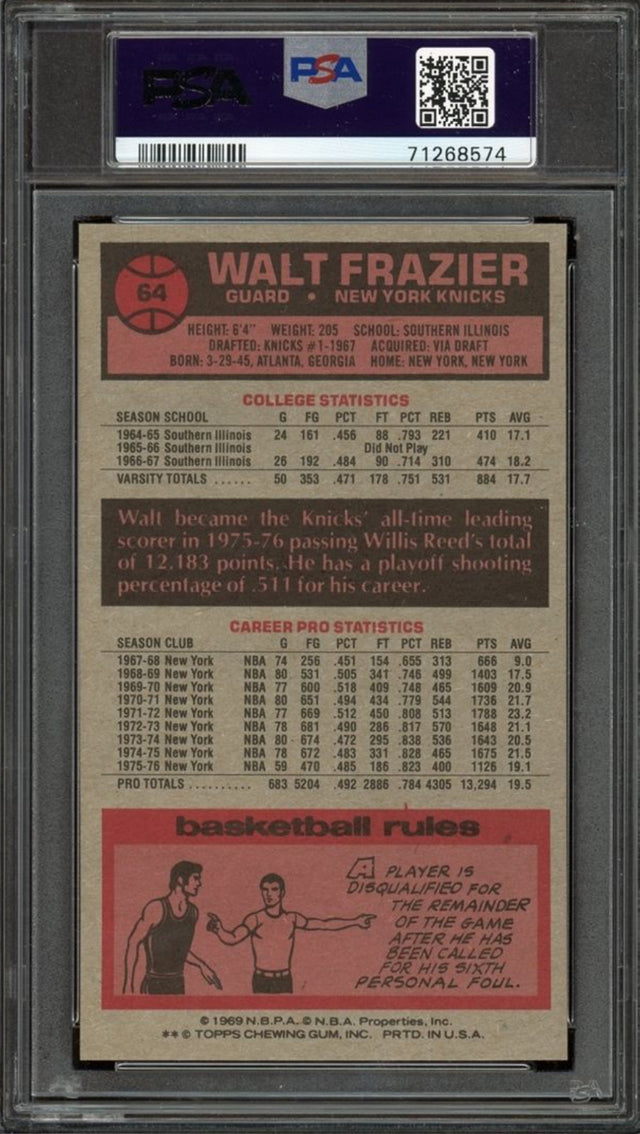 PSA PSA
71268574
64 WALT FRAZIER
GUARD • NEW YORK KNICKS
HEIGHT: 6'4" WEIGHT: 205 SCHOOL: SOUTHERN ILLINOIS
DRAFTED: KNICKS #1-1967 ACQUIRED: VIA DRAFT
BORN: 3-29-45, ATLANTA, GEORGIA HOME: NEW YORK, NEW YORK
COLLEGE STATISTICS
SEASON SCHOOL G FG PCT FT PCT REB PTS AVG
1964-65 Southern Illinois 24 161 .456 88 .793 221 410 17.1
1965-66 Southern Illinois Did Not Play
1966-67 Southern Illinois 26 192 .484 90 .714 310 474 18.2
VARSITY TOTALS ...... 50 353 .471 178 .751 531 884 17.7
Walt became the Knicks' all-time leading
scorer in 1975-76 passing Willis Reed's total
of 12,183 points. He has a playoff shooting
percentage of .511 for his career.
CAREER PRO STATISTICS
SEASON CLUB G FG PCT FT PCT REB PTS AVG
1967-68 New York NBA 74 256 .451 154 .655 313 666 9.0
1968-69 New York NBA 80 531 .505 341 .746 499 1403 17.5
1969-70 New York NBA 77 600 .518 409 .748 465 1609 20.9
1970-71 New York NBA 80 651 .494 434 .779 544 1736 21.7
1971-72 New York NBA 77 669 .512 450 .808 513 1788 23.2
1972-73 New York NBA 78 681 .490 286 .817 570 1648 21.1
1973-74 New York NBA 80 674 .472 295 .838 536 1643 20.5
1974-75 New York NBA 78 672 .483 331 .828 465 1675 21.5
1975-76 New York NBA 59 470 .485 186 .823 400 1126 19.1
PRO TOTALS .......... 683 5204 .492 2886 .784 4305 13,294 19.5
basketball rules
A PLAYER IS
DISQUALIFIED FOR
THE REMAINDER
OF THE GAME
AFTER HE HAS
BEEN CALLED
FOR HIS SIXTH
PERSONAL FOUL.
© 1969 N.B.P.A. © N.B.A. Properties, Inc.
** © TOPPS CHEWING GUM, INC. PRTD. IN U.S.A.
PSA